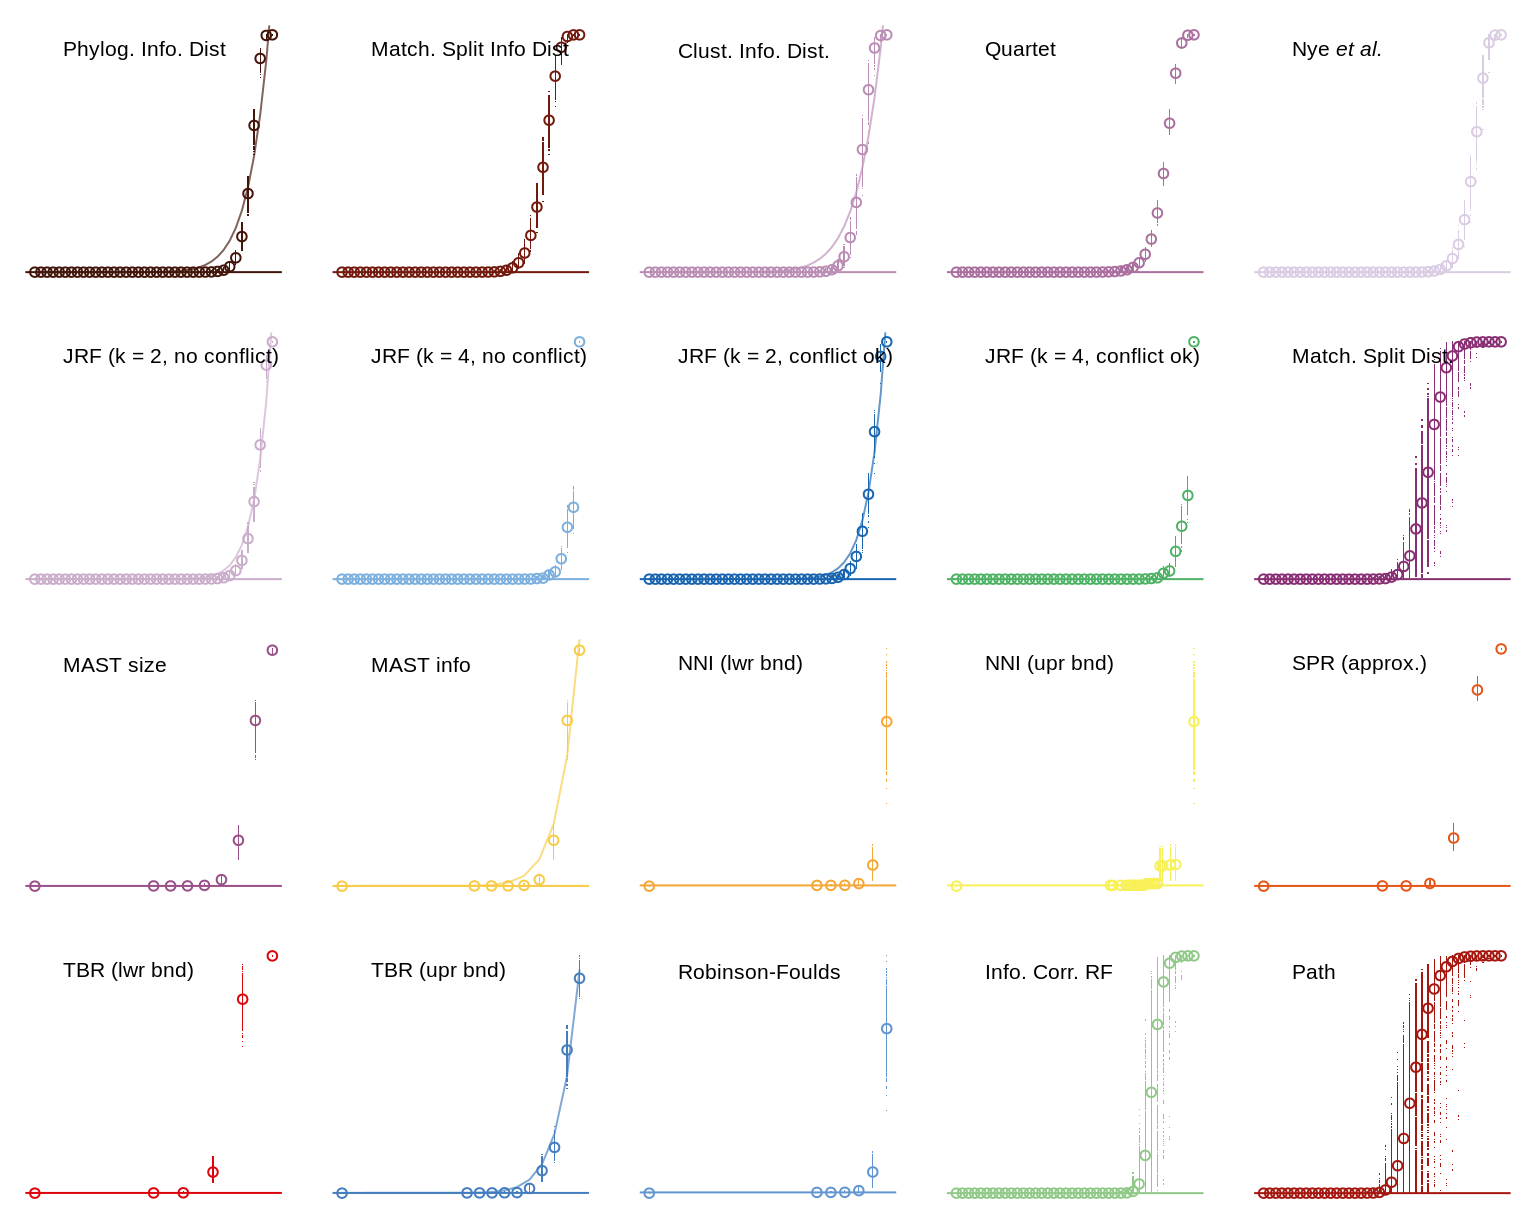 Phylog. Info. Dist
Match. Split Info Dist
Clust. Info. Dist.
Quartet
Nye et al.
JRF (k = 2, no conflict)
JRF (k = 4, no conflict)
JRF (k = 2, conflict ok)
JRF (k = 4, conflict ok)
Match. Split Dist.
MAST size
MAST info
NNI (lwr bnd)
NNI (upr bnd)
SPR (approx.)
TBR (lwr bnd)
TBR (upr bnd)
Robinson-Foulds
Info. Corr. RF
Path